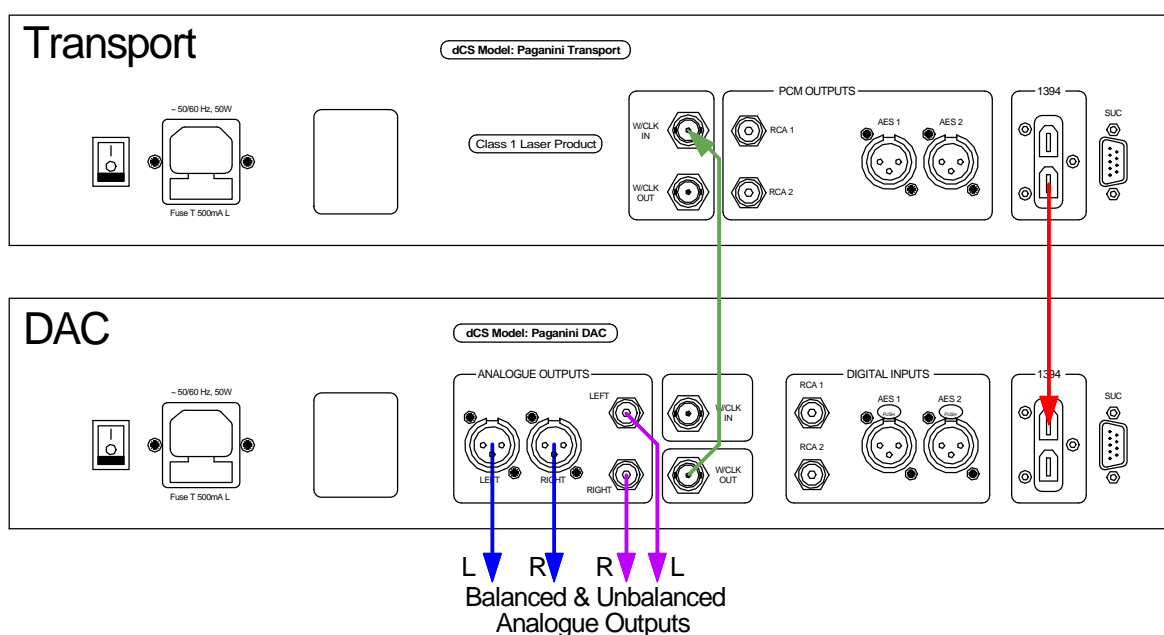 Transport
dCS Model: Paganini Transport
~ 50/60 Hz, 50W
Fuse T 500mA L
Class 1 Laser Product
W/CLK
IN
W/CLK
OUT
PCM OUTPUTS
RCA 1
RCA 2
AES 1
AES 2
1394
SUC
DAC
dCS Model: Paganini DAC
~ 50/60 Hz, 50W
Fuse T 500mA L
ANALOGUE OUTPUTS
LEFT
LEFT
RIGHT
RIGHT
W/CLK
IN
W/CLK
OUT
DIGITAL INPUTS
RCA 1
RCA 2
AES 1
PUSH
AES 2
PUSH
1394
SUC
L R R L
Balanced & Unbalanced
Analogue Outputs